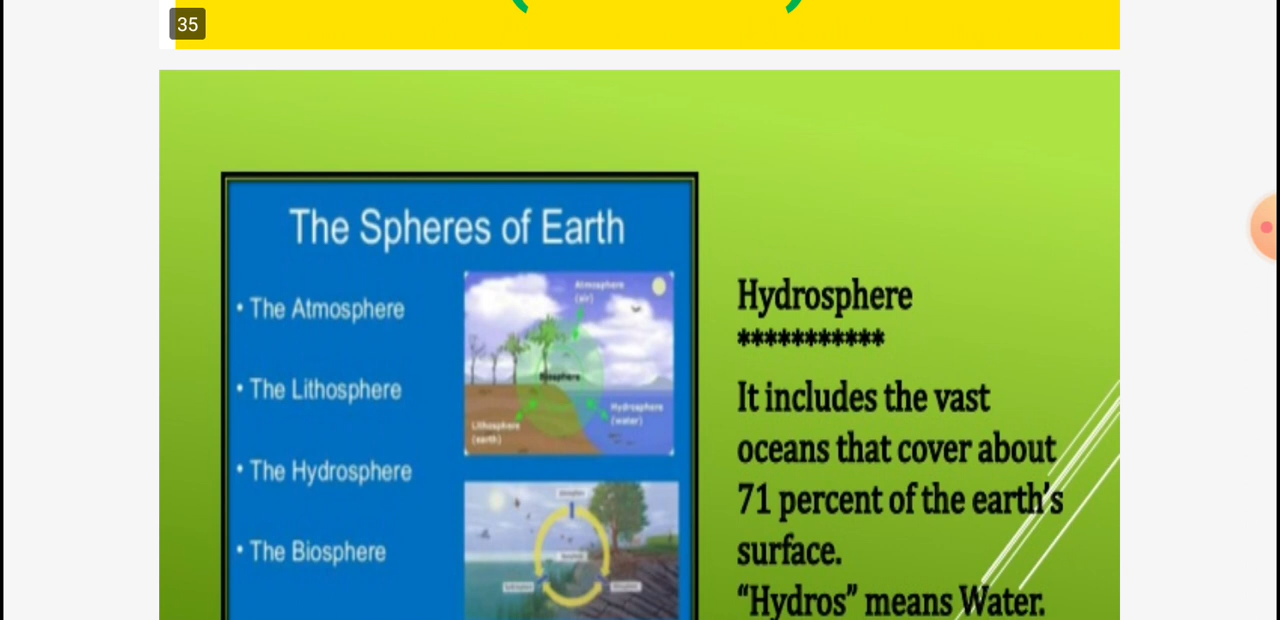 35
The Spheres of Earth
• The Atmosphere
• The Lithosphere
• The Hydrosphere
• The Biosphere
Atmosphere
(air)
Biosphere
Hydrosphere
(water)
Lithosphere
(earth)
Hydrosphere
***********
It includes the vast
oceans that cover about
71 percent of the earth's
surface.
“Hydros” means Water.